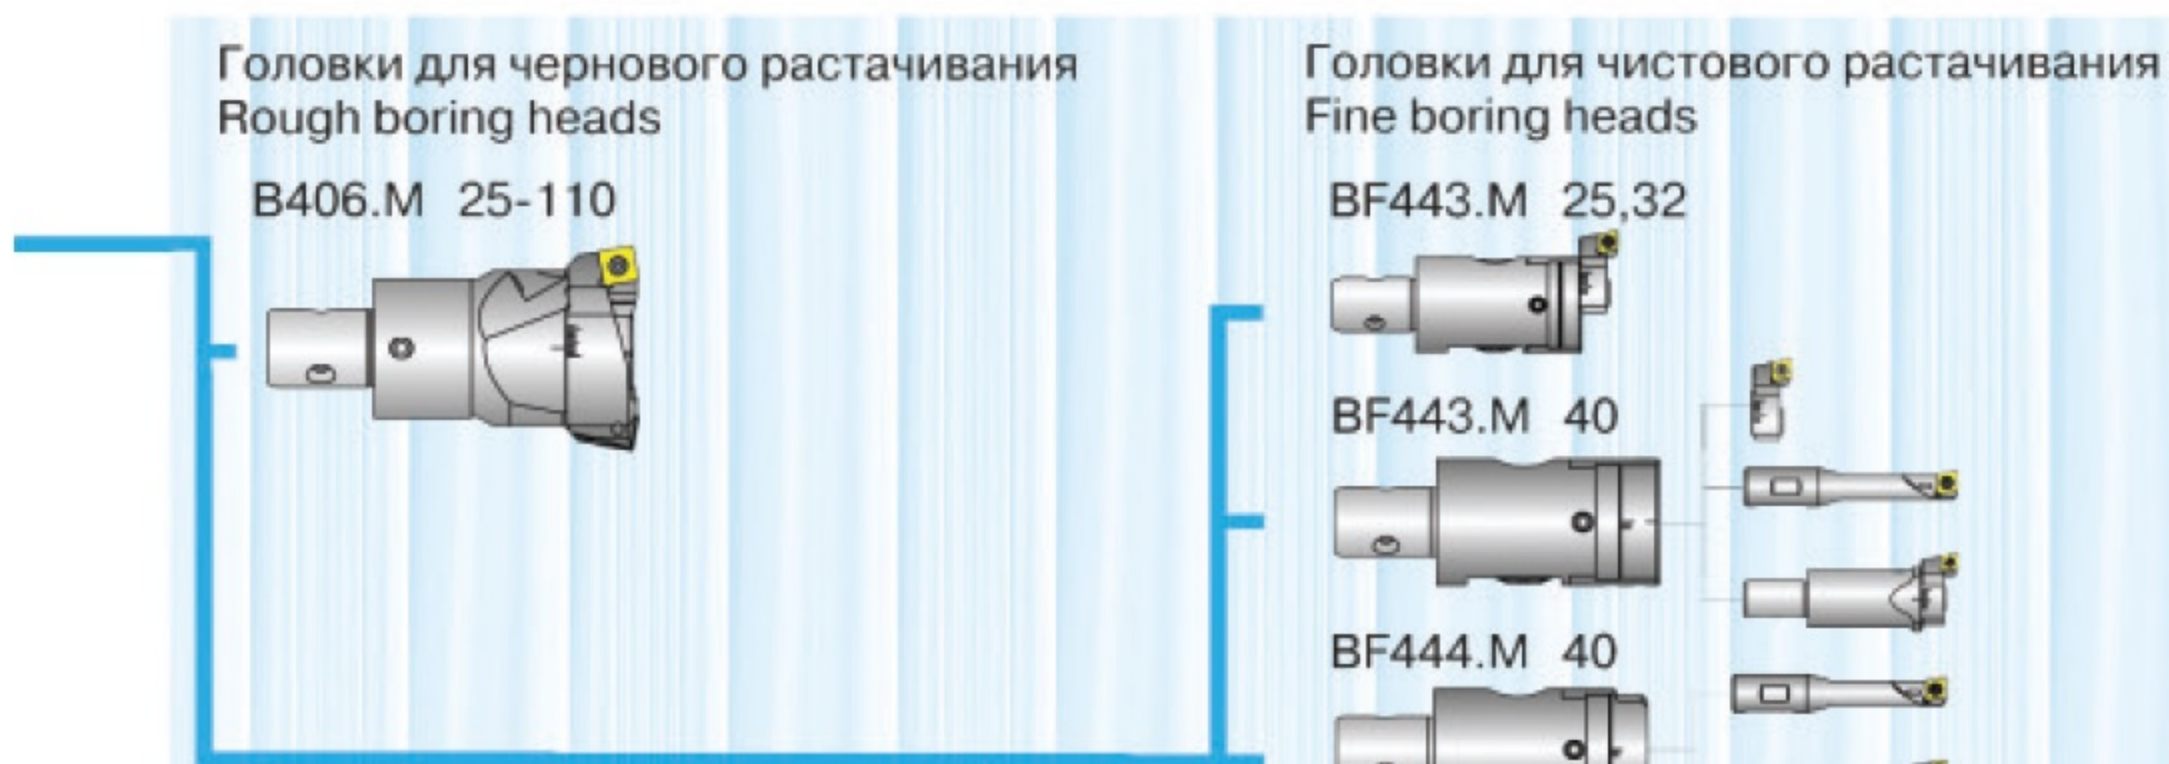 Головки для чернового растачивания
Rough boring heads
B406.M 25-110
Головки для чистового растачивания
Fine boring heads
BF443.M 25,32
BF443.M 40
BF444.M 40